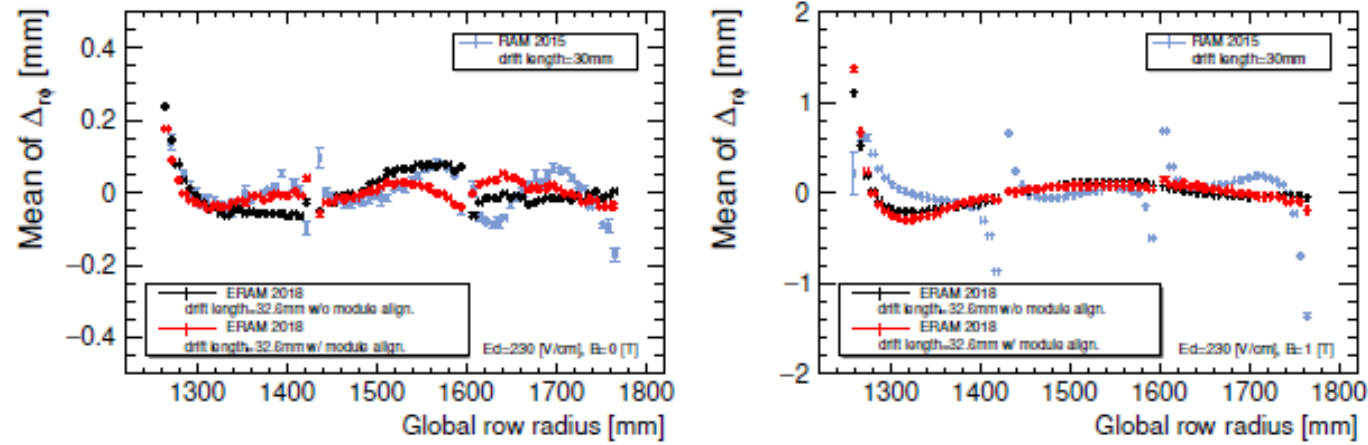 Mean of Δrϕ [mm]
0.4
0.2
0
−0.2
−0.4
RAM 2015
drift length=30mm
ERAM 2018
drift length=32.6mm w/o module align.
ERAM 2018
drift length=32.6mm w/ module align.
Ed=230 [V/cm], B=0 [T]
1300 1400 1500 1600 1700 1800
Global row radius [mm]
Mean of Δrϕ [mm]
2
1
0
−1
−2
RAM 2015
drift length=30mm
ERAM 2018
drift length=32.6mm w/o module align.
ERAM 2018
drift length=32.6mm w/ module align.
Ed=230 [V/cm], B=1 [T]
1300 1400 1500 1600 1700 1800
Global row radius [mm]